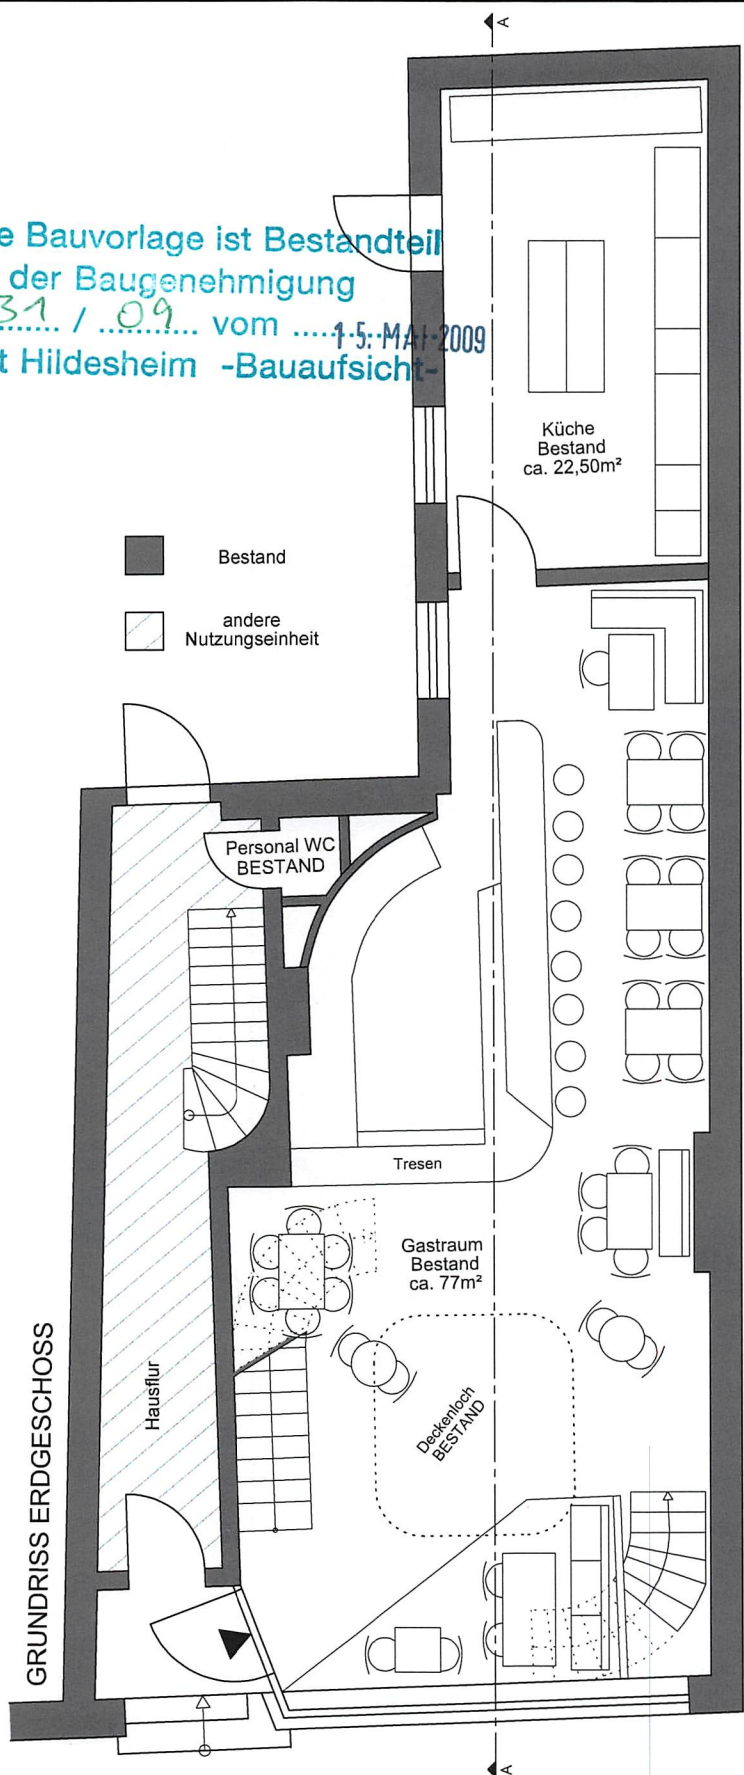 A
e Bauvorlage ist Bestandteil
der Baugenehmigung
31 / 09 vom 15. MAI 2009
t Hildesheim -Bauaufsicht-
Küche
Bestand
ca. 22,50m²
Bestand
andere
Nutzungseinheit
Personal WC
BESTAND
Tresen
Gastraum
Bestand
ca. 77m²
Deckenloch
BESTAND
Hausflur
GRUNDRISS ERDGESCHOSS
A